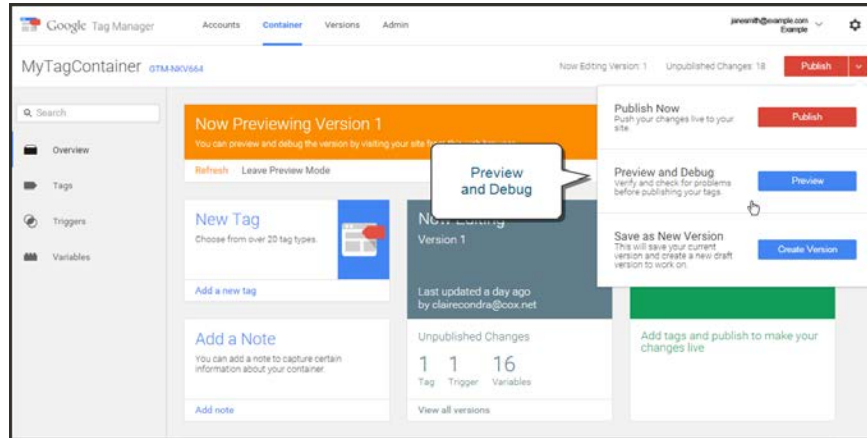 Google Tag Manager
Accounts
Container
Versions
Admin
janesmith@example.com
Example
MyTagContainer GTM-NKV664
Now Editing Version: 1
Unpublished Changes: 18
Publish
Search
Overview
Tags
Triggers
Variables
Now Previewing Version 1
You can preview and debug the version by visiting your site from this
Refresh Leave Preview Mode
Preview
and Debug
Publish Now
Push your changes live to your
site.
Publish
Preview and Debug
Verify and check for problems
before publishing your tags.
Preview
Save as New Version
This will save your current
version and create a new draft
version to work on.
Create Version
New Tag
Choose from over 20 tag types.
Add a new tag
Now Editing
Version 1
Last updated a day ago
by clairecondra@cox.net
Add a Note
You can add a note to capture certain
information about your container.
Add note
Unpublished Changes
1 1 16
Tag Trigger Variables
View all versions
Add tags and publish to make your
changes live